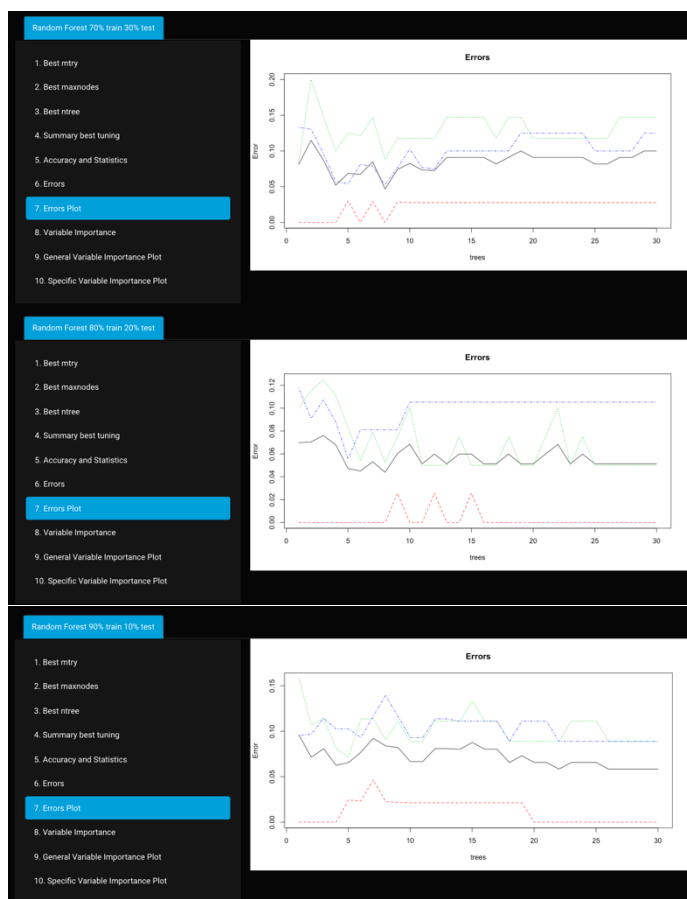 Random Forest 70% train 30% test
1. Best mtry
2. Best maxnodes
3. Best ntree
4. Summary best tuning
5. Accuracy and Statistics
6. Errors
7. Errors Plot
8. Variable Importance
9. General Variable Importance Plot
10. Specific Variable Importance Plot
Errors
Error
0.20
0.15
0.10
0.05
0.00
0 5 10 15 20 25 30
trees
Random Forest 80% train 20% test
1. Best mtry
2. Best maxnodes
3. Best ntree
4. Summary best tuning
5. Accuracy and Statistics
6. Errors
7. Errors Plot
8. Variable Importance
9. General Variable Importance Plot
10. Specific Variable Importance Plot
Errors
Error
0.12
0.10
0.08
0.06
0.04
0.02
0.00
0 5 10 15 20 25 30
trees
Random Forest 90% train 10% test
1. Best mtry
2. Best maxnodes
3. Best ntree
4. Summary best tuning
5. Accuracy and Statistics
6. Errors
7. Errors Plot
8. Variable Importance
9. General Variable Importance Plot
10. Specific Variable Importance Plot
Errors
Error
0.15
0.10
0.05
0.00
0 5 10 15 20 25 30
trees